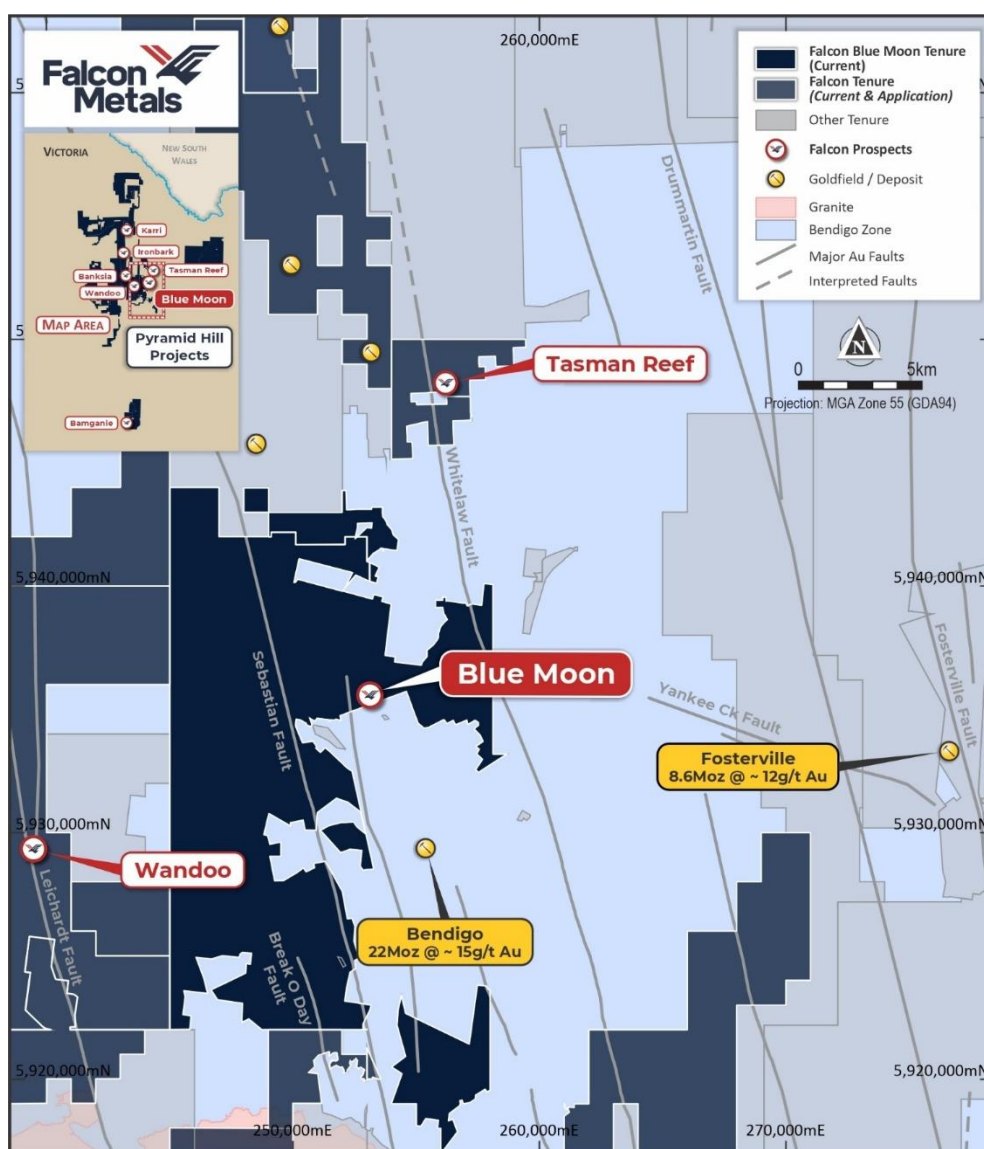 Falcon
Metals
VICTORIA
NEW SOUTH
WALES
Karri
Ironbark
Tasman Reef
Banksia
Wandoo
Blue Moon
MAP AREA
Pyramid Hill
Projects
Bamganie
260,000mE
Falcon Blue Moon Tenure
(Current)
Falcon Tenure
(Current & Application)
Other Tenure
Falcon Prospects
Goldfield / Deposit
Granite
Bendigo Zone
Major Au Faults
Interpreted Faults
N
0 5km
Projection: MGA Zone 55 (GDA94)
Drummartin Fault
Tasman Reef
Whitelaw Fault
5,940,000mN
5,940,000mN
Sebastian Fault
Blue Moon
Yankee Ck Fault
Fosterville Fault
Fosterville
8.6Moz @ ~ 12g/t Au
5,930,000mN
5,930,000mN
Wandoo
Leichardt Fault
Bendigo
22Moz @ ~ 15g/t Au
Break O Day
Fault
5,920,000mN
5,920,000mN
250,000mE
260,000mE
270,000mE